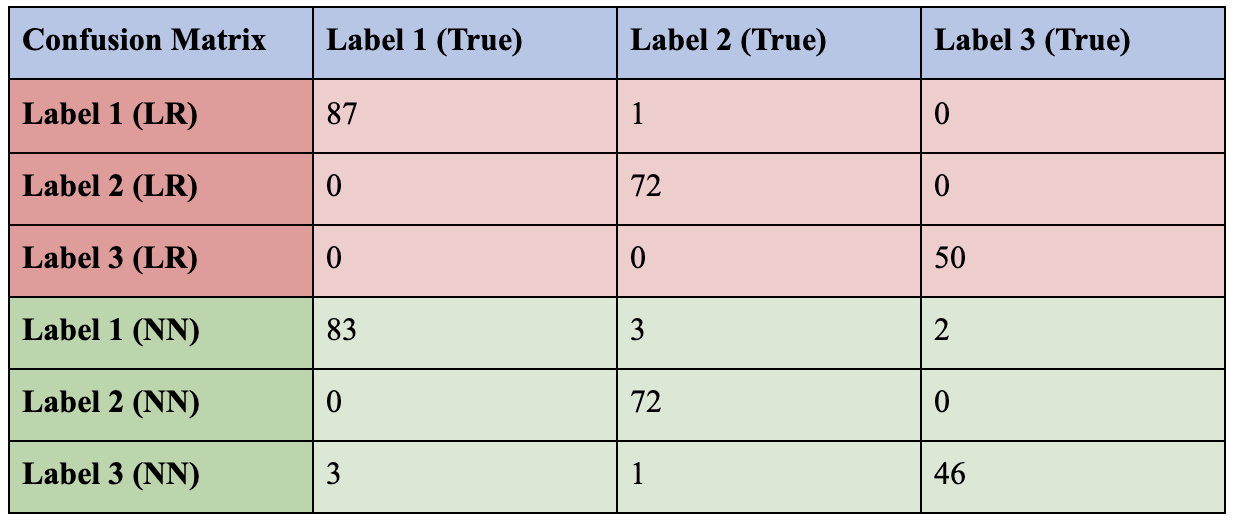 Confusion Matrix Label 1 (True) Label 2 (True) Label 3 (True)
Label 1 (LR) 87 1 0
Label 2 (LR) 0 72 0
Label 3 (LR) 0 0 50
Label 1 (NN) 83 3 2
Label 2 (NN) 0 72 0
Label 3 (NN) 3 1 46